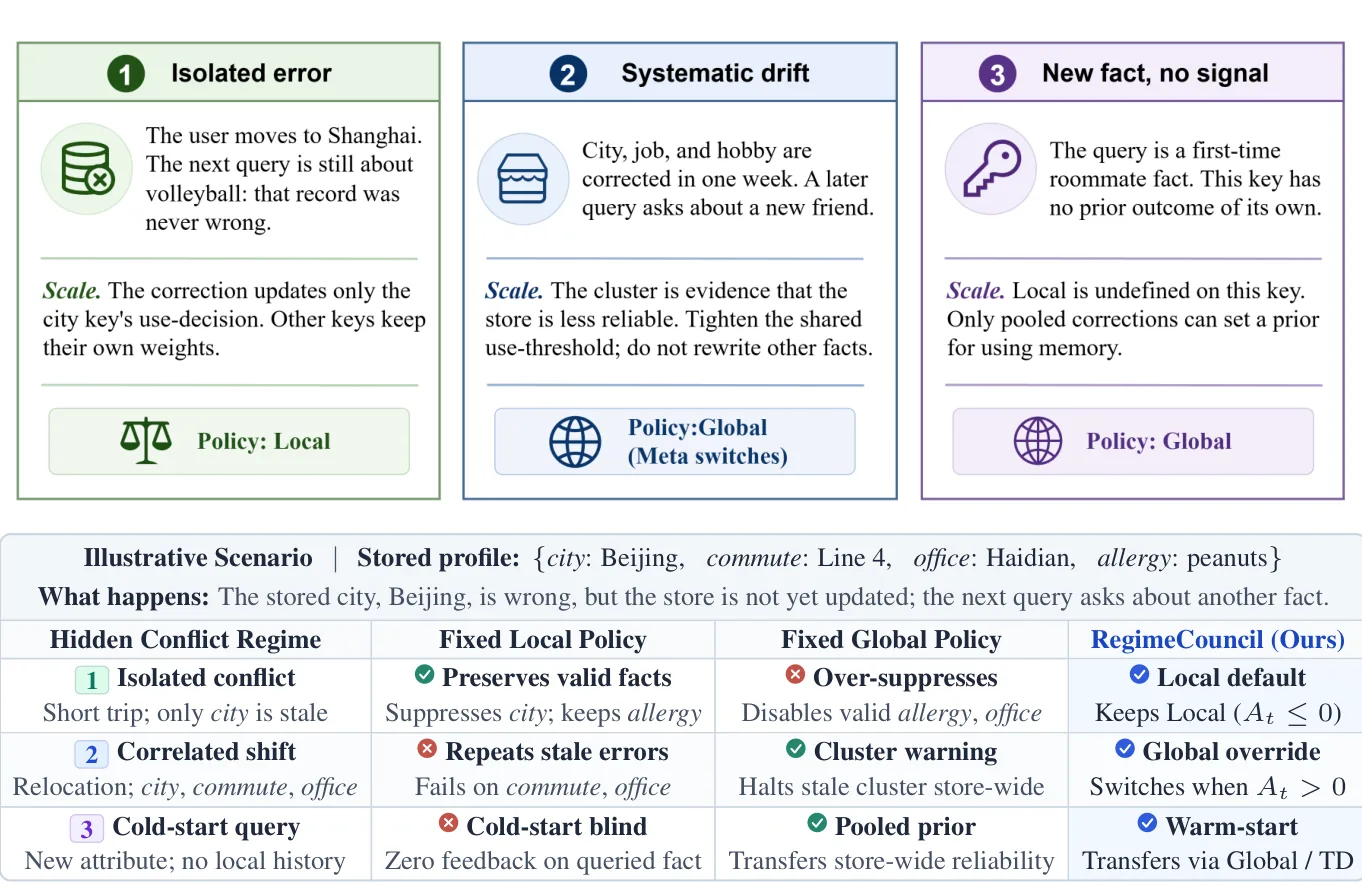 1 Isolated error
The user moves to Shanghai.
The next query is still about
volleyball: that record was
never wrong.
Scale. The correction updates only the
city key's use-decision. Other keys keep
their own weights.
Policy: Local
2 Systematic drift
City, job, and hobby are
corrected in one week. A later
query asks about a new friend.
Scale. The cluster is evidence that the
store is less reliable. Tighten the shared
use-threshold; do not rewrite other facts.
Policy:Global
(Meta switches)
3 New fact, no signal
The query is a first-time
roommate fact. This key has
no prior outcome of its own.
Scale. Local is undefined on this key.
Only pooled corrections can set a prior
for using memory.
Policy: Global
Illustrative Scenario | Stored profile: {city: Beijing, commute: Line 4, office: Haidian, allergy: peanuts}
What happens: The stored city, Beijing, is wrong, but the store is not yet updated; the next query asks about another fact.
Hidden Conflict Regime Fixed Local Policy Fixed Global Policy RegimeCouncil (Ours)
1 Isolated conflict Preserves valid facts Over-suppresses Local default
Short trip; only city is stale Suppresses city; keeps allergy Disables valid allergy, office Keeps Local (A_t ≤ 0)
2 Correlated shift Repeats stale errors Cluster warning Global override
Relocation; city, commute, office Fails on commute, office Halts stale cluster store-wide Switches when A_t > 0
3 Cold-start query Cold-start blind Pooled prior Warm-start
New attribute; no local history Zero feedback on queried fact Transfers store-wide reliability Transfers via Global / TD